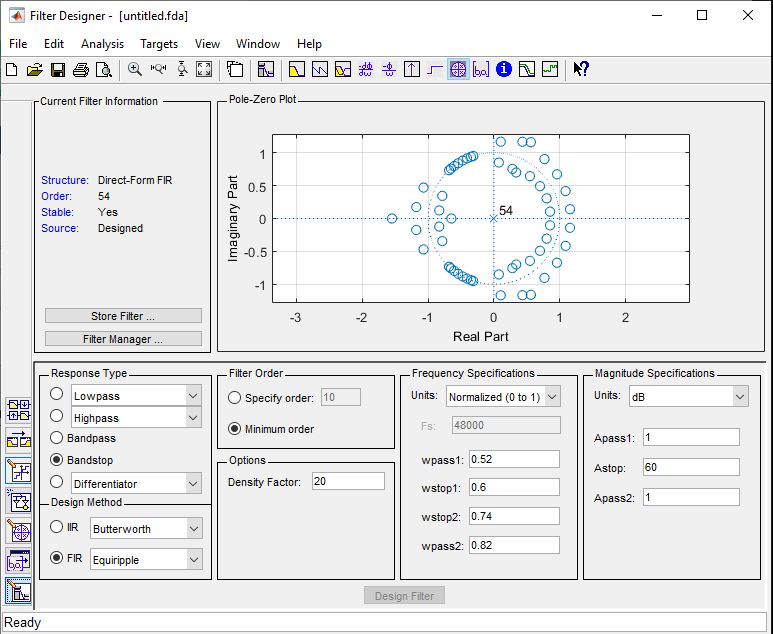 Filter Designer - [untitled.fda]
File Edit Analysis Targets View Window Help
Current Filter Information
Structure: Direct-Form FIR
Order: 54
Stable: Yes
Source: Designed
Store Filter ...
Filter Manager ...
Pole-Zero Plot
Imaginary Part
1
0.5
0
-0.5
-1
54
-3 -2 -1 0 1 2
Real Part
Response Type
Lowpass
Highpass
Bandpass
Bandstop
Differentiator
Design Method
IIR Butterworth
FIR Equiripple
Filter Order
Specify order: 10
Minimum order
Options
Density Factor: 20
Frequency Specifications
Units: Normalized (0 to 1)
Fs: 48000
wpass1: 0.52
wstop1: 0.6
wstop2: 0.74
wpass2: 0.82
Magnitude Specifications
Units: dB
Apass1: 1
Astop: 60
Apass2: 1
Design Filter
Ready